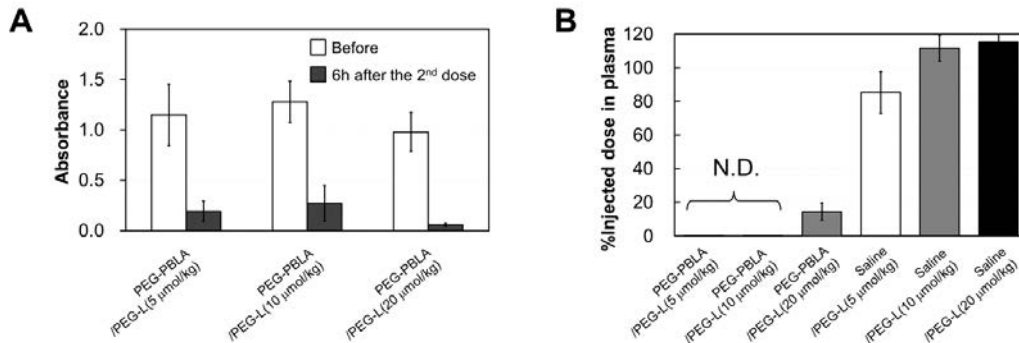 A
2.0
1.5
1.0
0.5
0.0
Absorbance
Before
6h after the 2nd dose
PEG-PBLA
/PEG-L(5 μmol/kg)
PEG-PBLA
/PEG-L(10 μmol/kg)
PEG-PBLA
/PEG-L(20 μmol/kg)
B
120
100
80
60
40
20
0
%Injected dose in plasma
N.D.
PEG-PBLA
/PEG-L(5 μmol/kg)
PEG-PBLA
/PEG-L(10 μmol/kg)
PEG-PBLA
/PEG-L(20 μmol/kg)
Saline
/PEG-L(5 μmol/kg)
Saline
/PEG-L(10 μmol/kg)
Saline
/PEG-L(20 μmol/kg)